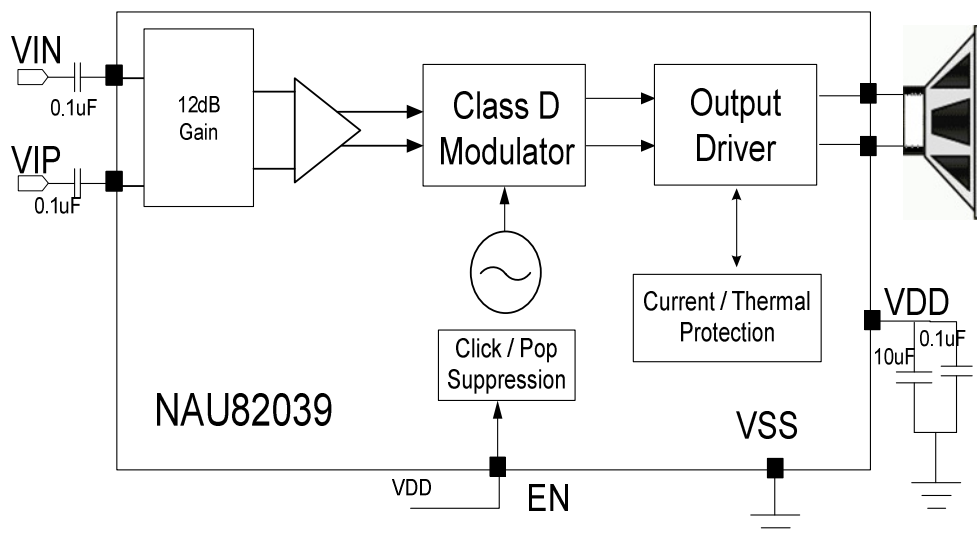 VIN
0.1uF
VIP
0.1uF
12dB
Gain
Class D
Modulator
Output
Driver
Current / Thermal
Protection
Click / Pop
Suppression
NAU82039
VDD
0.1uF
10uF
VSS
VDD
EN